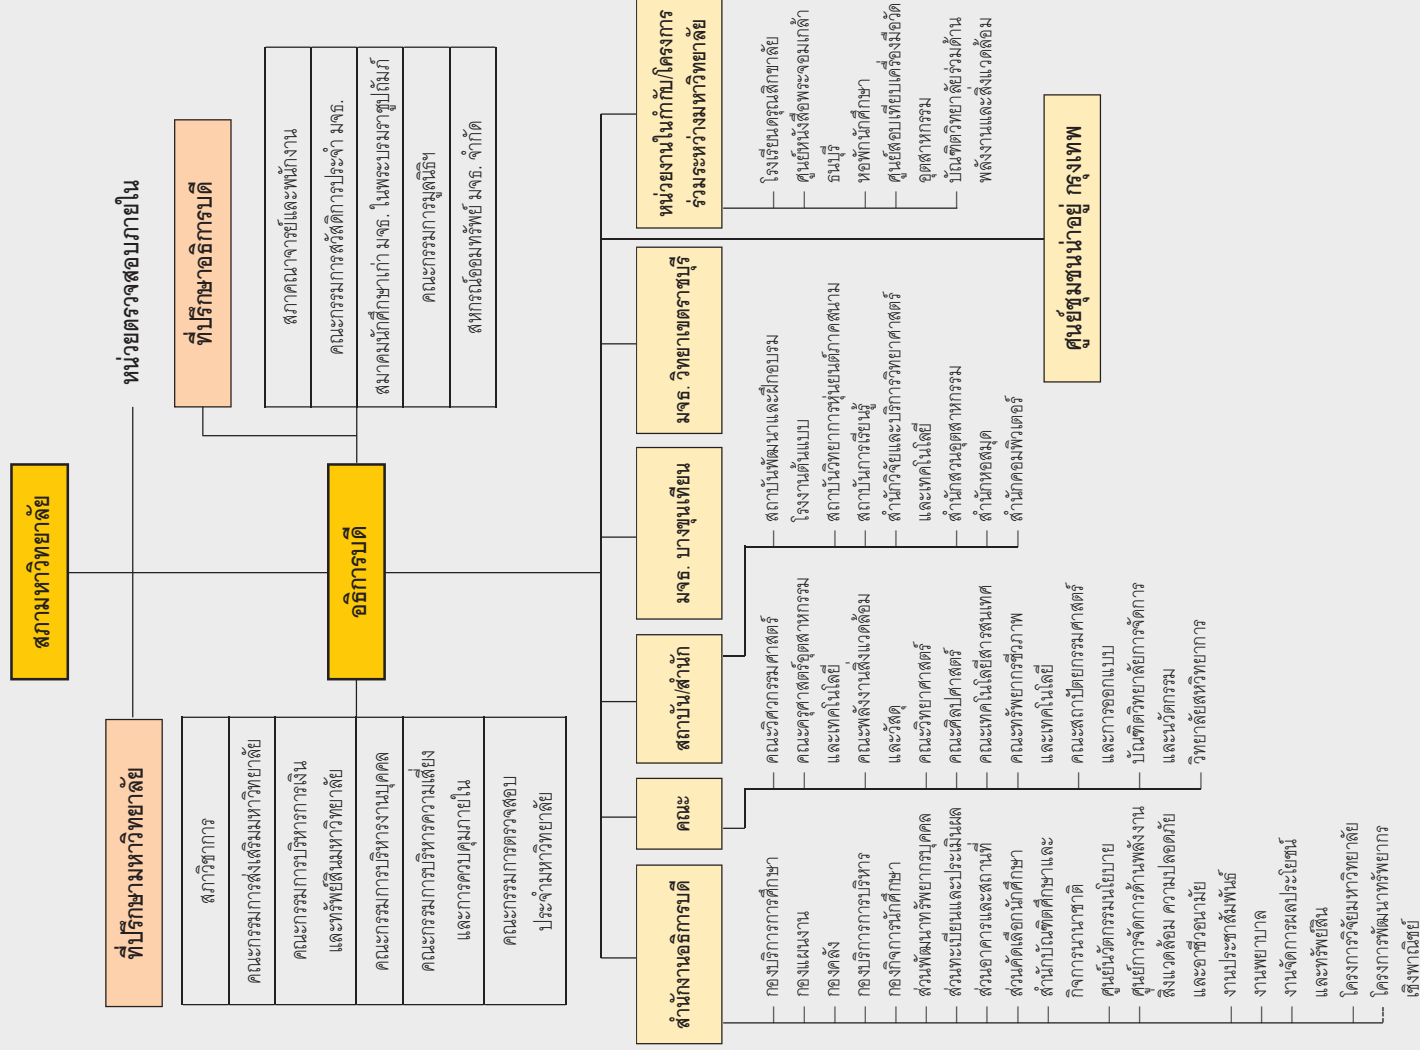 สภามหาวิทยาลัย
ที่ปรึกษามหาวิทยาลัย
หน่วยตรวจสอบภายใน
ที่ปรึกษาอธิการบดี
อธิการบดี
สภาวิชาการ
คณะกรรมการส่งเสริมมหาวิทยาลัย
คณะกรรมการบริหารการเงิน
และทรัพย์สินมหาวิทยาลัย
คณะกรรมการบริหารงานบุคคล
คณะกรรมการบริหารความเสี่ยง
และการควบคุมภายใน
คณะกรรมการตรวจสอบ
ประจำมหาวิทยาลัย
สภาคณาจารย์และพนักงาน
คณะกรรมการสวัสดิการประจำ มจธ.
สมาคมนักศึกษาเก่า มจธ. ในพระบรมราชูปถัมภ์
คณะกรรมการมูลนิธิฯ
สหกรณ์ออมทรัพย์ มจธ. จำกัด
สำนักงานอธิการบดี
กองบริการการศึกษา
กองแผนงาน
กองคลัง
กองบริการการบริหาร
กองกิจการนักศึกษา
ส่วนพัฒนาทรัพยากรบุคคล
ส่วนทะเบียนและประเมินผล
ส่วนอาคารและสถานที่
ส่วนคัดเลือกนักศึกษา
สำนักบัณฑิตศึกษาและ
กิจการนานาชาติ
ศูนย์นวัตกรรมนโยบาย
ศูนย์การจัดการด้านพลังงาน
สิ่งแวดล้อม ความปลอดภัย
และอาชีวอนามัย
งานประชาสัมพันธ์
งานพยาบาล
งานจัดการผลประโยชน์
และทรัพย์สิน
โครงการวิจัยมหาวิทยาลัย
โครงการพัฒนาทรัพยากร
เชิงพาณิชย์
คณะ
คณะวิศวกรรมศาสตร์
คณะครุศาสตร์อุตสาหกรรม
และเทคโนโลยี
คณะพลังงานสิ่งแวดล้อม
และวัสดุ
คณะวิทยาศาสตร์
คณะศิลปศาสตร์
คณะเทคโนโลยีสารสนเทศ
คณะทรัพยากรชีวภาพ
และเทคโนโลยี
คณะสถาปัตยกรรมศาสตร์
และการออกแบบ
บัณฑิตวิทยาลัยการจัดการ
และนวัตกรรม
วิทยาลัยสหวิทยาการ
สถาบัน/สำนัก
สถาบันพัฒนาและฝึกอบรม
โรงงานต้นแบบ
สถาบันวิทยาการหุ่นยนต์ภาคสนาม
สถาบันการเรียนรู้
สำนักวิจัยและบริการวิทยาศาสตร์
และเทคโนโลยี
สำนักสวนอุตสาหกรรม
สำนักหอสมุด
สำนักคอมพิวเตอร์
มจธ. บางขุนเทียน
มจธ. วิทยาเขตราชบุรี
หน่วยงานในกำกับ/โครงการ
ร่วมระหว่างมหาวิทยาลัย
โรงเรียนดรุณสิกขาลัย
ศูนย์หนังสือพระจอมเกล้า
ธนบุรี
หอพักนักศึกษา
ศูนย์สอบเทียบเครื่องมือวัด
อุตสาหกรรม
บัณฑิตวิทยาลัยร่วมด้าน
พลังงานและสิ่งแวดล้อม
ศูนย์ชุมชนน่าอยู่ กรุงเทพ